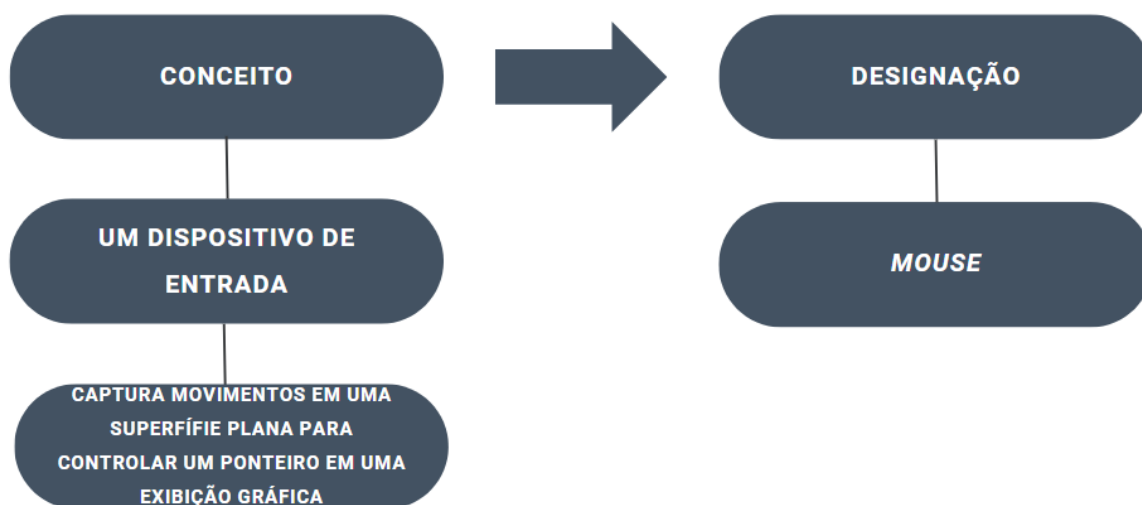 CONCEITO
UM DISPOSITIVO DE
ENTRADA
CAPTURA MOVIMENTOS EM UMA
SUPERFÍFIE PLANA PARA
CONTROLAR UM PONTEIRO EM UMA
EXIBIÇÃO GRÁFICA
DESIGNAÇÃO
MOUSE